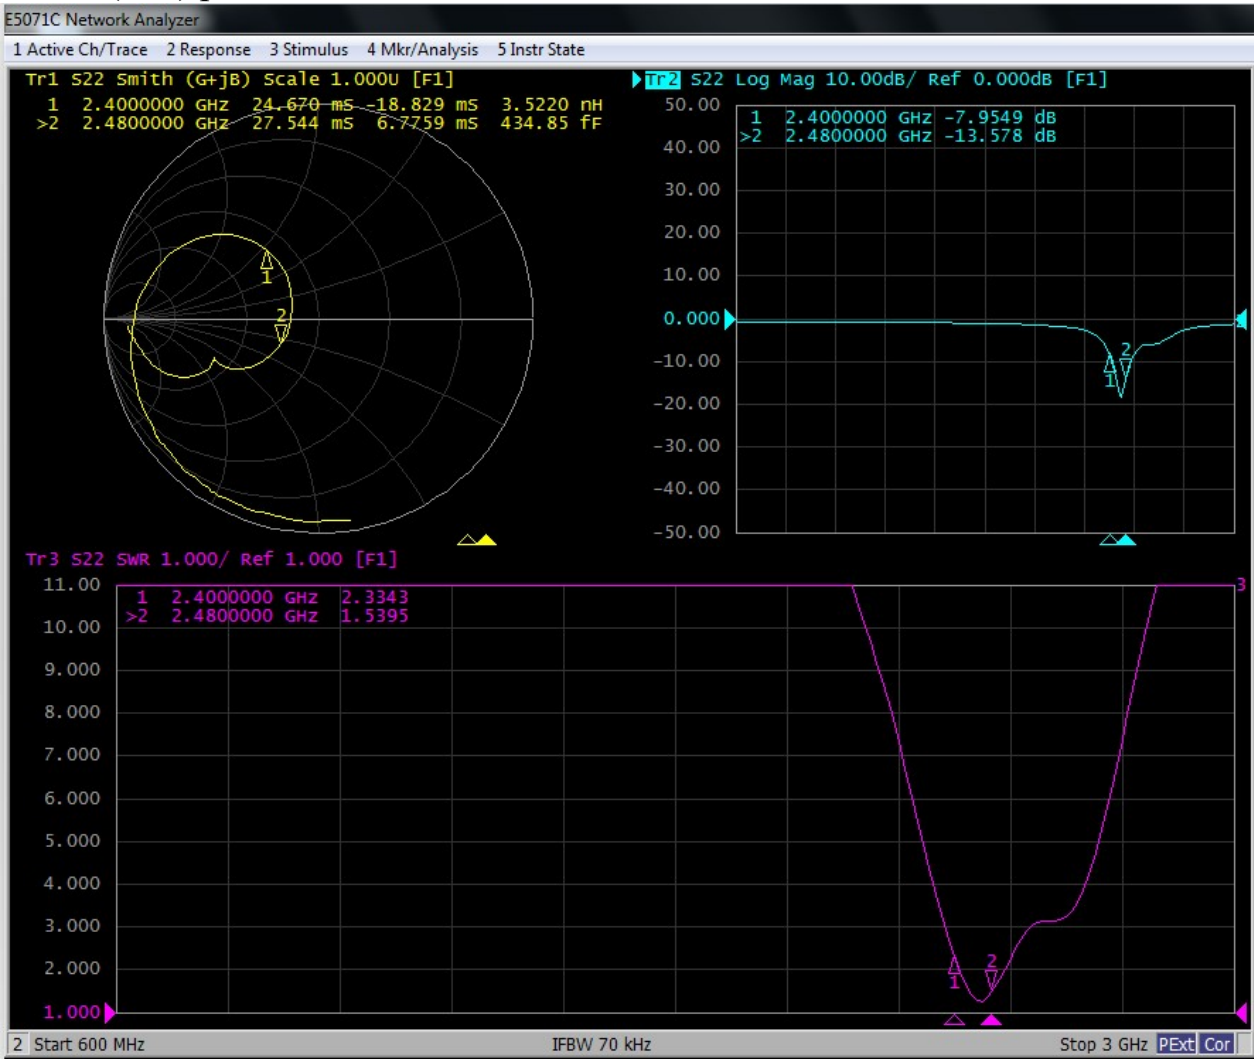 E5071C Network Analyzer
1 Active Ch/Trace 2 Response 3 Stimulus 4 Mkr/Analysis 5 Instr State
Tr1 S22 Smith (G+jB) Scale 1.000U [F1]
1 2.4000000 GHz 24.670 mS -18.829 mS 3.5220 nH
>2 2.4800000 GHz 27.544 mS 6.7759 mS 434.85 fF
1
2
Tr2 S22 Log Mag 10.00dB/ Ref 0.000dB [F1]
50.00
1 2.4000000 GHz -7.9549 dB
>2 2.4800000 GHz -13.578 dB
40.00
30.00
20.00
10.00
0.000
-10.00
-20.00
-30.00
-40.00
-50.00
2
1
Tr3 S22 SWR 1.000/ Ref 1.000 [F1]
11.00
1 2.4000000 GHz 2.3343
>2 2.4800000 GHz 1.5395
3
10.00
9.000
8.000
7.000
6.000
5.000
4.000
3.000
2.000
1.000
2
1
2 Start 600 MHz IFBW 70 kHz Stop 3 GHz PExt Cor